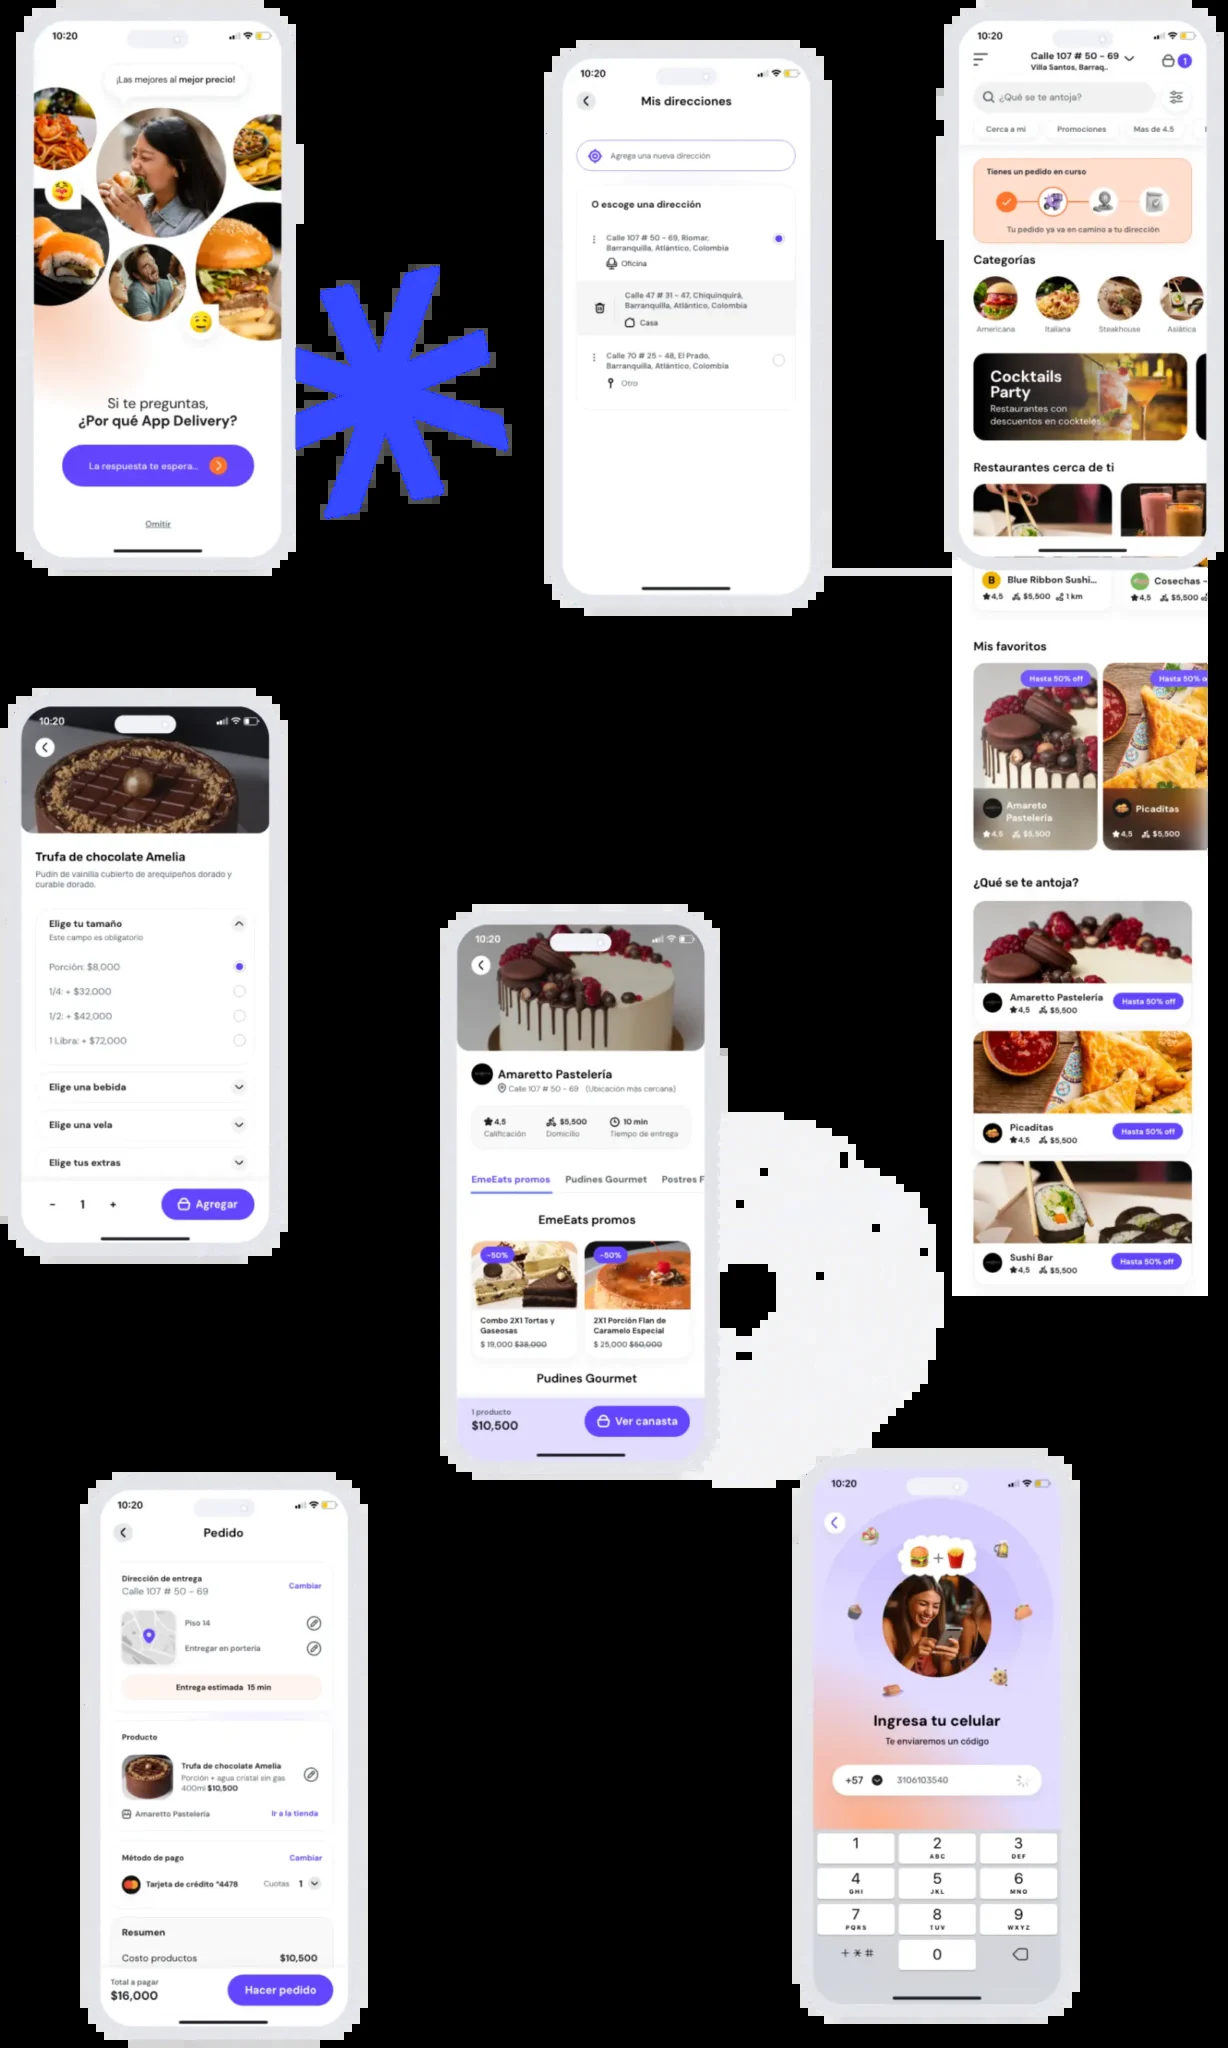 10:20
¡Las mejores al mejor precio!
Si te preguntas,
¿Por qué App Delivery?
La respuesta te espera...
Omitir
10:20
Mis direcciones
Agrega una nueva dirección
O escoge una dirección
Calle 107 # 50 - 69, Riomar,
Barranquilla, Atlántico, Colombia
Oficina
Calle 47 # 31 - 47, Chiquinquirá,
Barranquilla, Atlántico, Colombia
Casa
Calle 70 # 25 - 48, El Prado,
Barranquilla, Atlántico, Colombia
Otro
10:20
Calle 107 # 50 - 69
Villa Santos, Barraq..
1
¿Qué se te antoja?
Cerca a mi Promociones Mas de 4.5
Tienes un pedido en curso
Tu pedido ya va en camino a tu dirección
Categorías
Americana Italiana Steakhouse Asiática
Cocktails
Party
Restaurantes con
descuentos en cockteles
Restaurantes cerca de ti
B Blue Ribbon Sushi... Cosechas -
4,5 $5,500 1 km 4,5 $5,500
Mis favoritos
Hasta 50% off Hasta 50% o
Amareto
Pastelería
Picaditas
4,5 $5,500 4,5 $5,500
¿Qué se te antoja?
Amaretto Pastelería
4,5 $5,500
Hasta 50% off
Picaditas
4,5 $5,500
Hasta 50% off
Sushi Bar
4,5 $5,500
Hasta 50% off
10:20
Trufa de chocolate Amelia
Pudin de vainilla cubierto de arequipeños dorado y
curable dorado.
Elige tu tamaño
Este campo es obligatorio
Porción: $8,000
1/4: + $32.000
1/2: + $42,000
1 Libra: + $72,000
Elige una bebida
Elige una vela
Elige tus extras
- 1 + Agregar
10:20
Amaretto Pastelería
Calle 107 # 50 - 69 (Ubicación más cercana)
4,5 $5,500 10 min
Calificación Domicilio Tiempo de entrega
EmeEats promos Pudines Gourmet Postres F
EmeEats promos
-50% -50%
Combo 2X1 Tortas y
Gaseosas
$ 19,000 $38,000
2X1 Porción Flan de
Caramelo Especial
$ 25,000 $50,000
Pudines Gourmet
1 producto
$10,500
Ver canasta
10:20
Pedido
Dirección de entrega
Calle 107 # 50 - 69
Cambiar
Piso 14
Entregar en portería
Entrega estimada 15 min
Producto
Trufa de chocolate Amelia
Porción + agua cristal sin gas
400ml $10,500
Amaretto Pastelería Ir a la tienda
Método de pago Cambiar
Tarjeta de crédito *4478 Cuotas 1
Resumen
Costo productos $10,500
Total a pagar
$16,000
Hacer pedido
10:20
Ingresa tu celular
Te enviaremos un código
+57 3106103540
1 2 3
ABC DEF
4 5 6
GHI JKL MNO
7 8 9
PQRS TUV WXYZ
+ * # 0